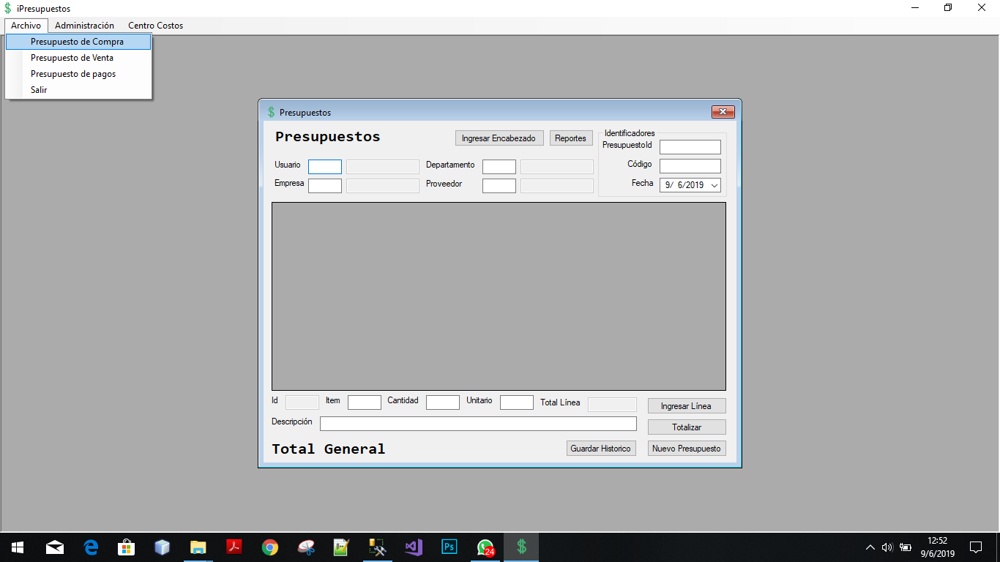 iPresupuestos
Archivo Administración Centro Costos
Presupuesto de Compra
Presupuesto de Venta
Presupuesto de pagos
Salir
Presupuestos
Presupuestos Ingresar Encabezado Reportes
Identificadores
PresupuestoId
Código
Fecha 9/ 6/2019
Usuario Departamento
Empresa Proveedor
Id Item Cantidad Unitario Total Línea Ingresar Línea
Descripción Totalizar
Total General Guardar Historico Nuevo Presupuesto
Ps
24
12:52
9/6/2019